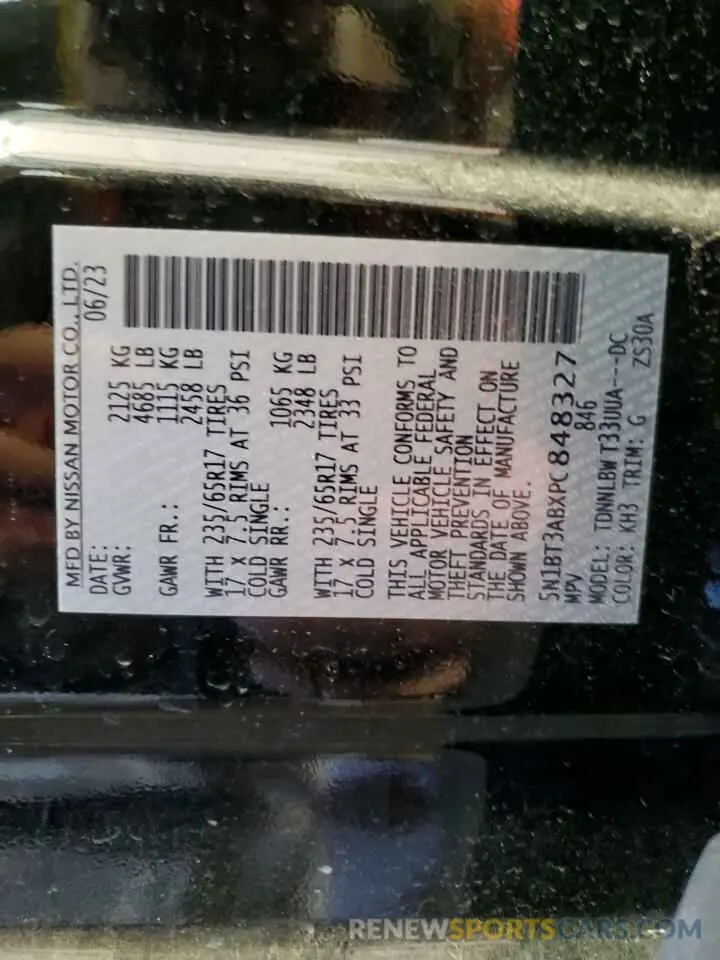 MFD BY NISSAN MOTOR CO., LTD.
DATE: 06/23
GVWR: 2125 KG
4685 LB
GAWR FR.: 1115 KG
2458 LB
WITH 235/65R17 TIRES
17 X 7.5 RIMS AT 36 PSI
COLD SINGLE
GAWR RR.: 1065 KG
2348 LB
WITH 235/65R17 TIRES
17 X 7.5 RIMS AT 33 PSI
COLD SINGLE
THIS VEHICLE CONFORMS TO
ALL APPLICABLE FEDERAL
MOTOR VEHICLE SAFETY AND
THEFT PREVENTION
STANDARDS IN EFFECT ON
THE DATE OF MANUFACTURE
SHOWN ABOVE.
5N1BT3ABXPC848327
MPV 846
MODEL: TDNNLBW T33UUA---DC
COLOR: KH3 TRIM: G ZS30A
RENEWSPORTSCARS.COM